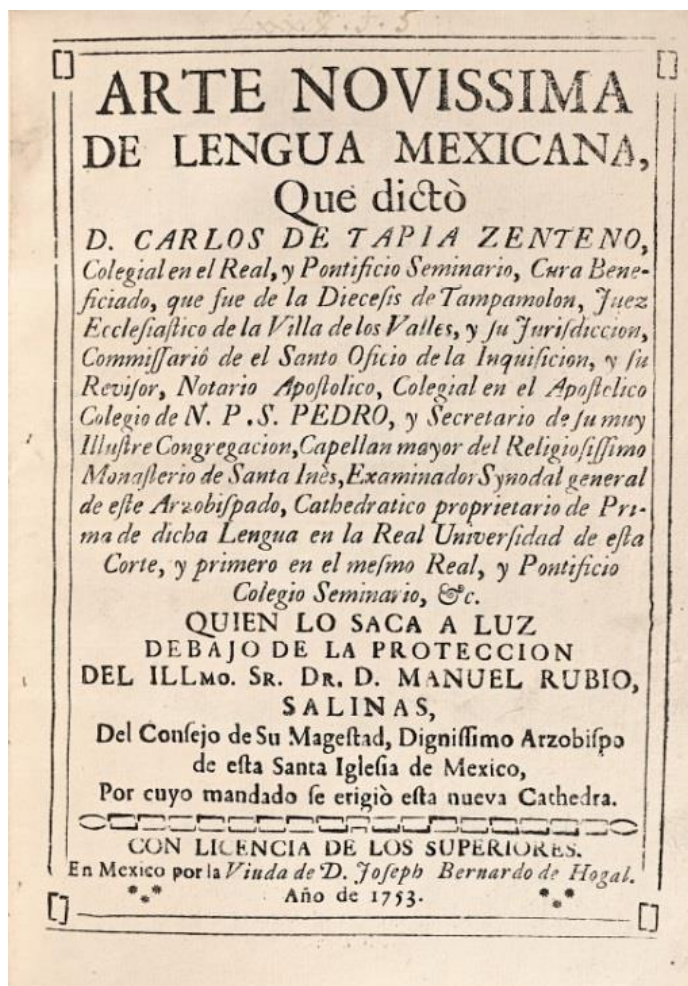 ARTE NOVISSIMA
DE LENGUA MEXICANA,
Que dictò
D. CARLOS DE TAPIA ZENTENO,
Colegial en el Real, y Pontificio Seminario, Cura Bene-
ficiado, que fue de la Diecesis de Tampamolon, Juez
Ecclesiastico de la Villa de los Valles, y su Jurisdiccion,
Commissarió de el Santo Oficio de la Inquisicion, y su
Revisor, Notario Apostolico, Colegial en el Apostolico
Colegio de N. P. S. PEDRO, y Secretario de su muy
Illustre Congregacion, Capellan mayor del Religiosissimo
Monasterio de Santa Inès, Examinador Synodal general
de este Arzobispado, Cathedratico proprietario de Pri-
ma de dicha Lengua en la Real Universidad de esta
Corte, y primero en el mesmo Real, y Pontificio
Colegio Seminario, &c.
QUIEN LO SACA A LUZ
DEBAJO DE LA PROTECCION
DEL ILLMO. SR. DR. D. MANUEL RUBIO,
SALINAS,
Del Consejo de Su Magestad, Dignissimo Arzobispo
de esta Santa Iglesia de Mexico,
Por cuyo mandado se erigiò esta nueva Cathedra.
CON LICENCIA DE LOS SUPERIORES.
En Mexico por la Viuda de D. Joseph Bernardo de Hogal.
Año de 1753.